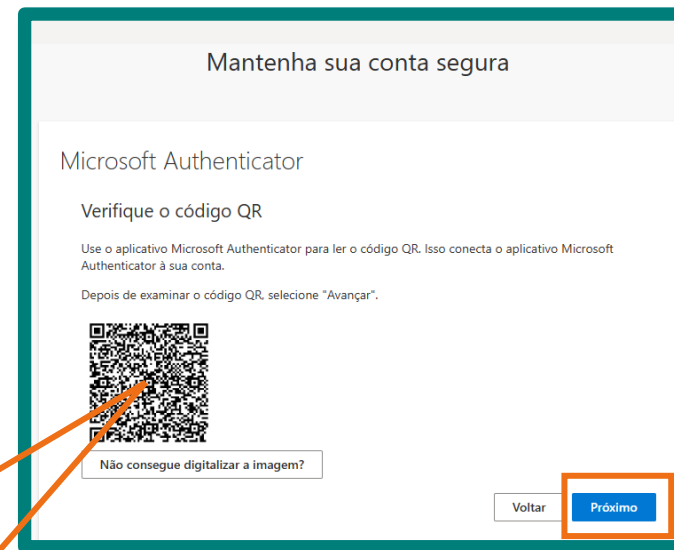 Mantenha sua conta segura
Microsoft Authenticator
Verifique o código QR
Use o aplicativo Microsoft Authenticator para ler o código QR. Isso conecta o aplicativo Microsoft
Authenticator à sua conta.
Depois de examinar o código QR, selecione "Avançar".
Não consegue digitalizar a imagem?
Voltar
Próximo